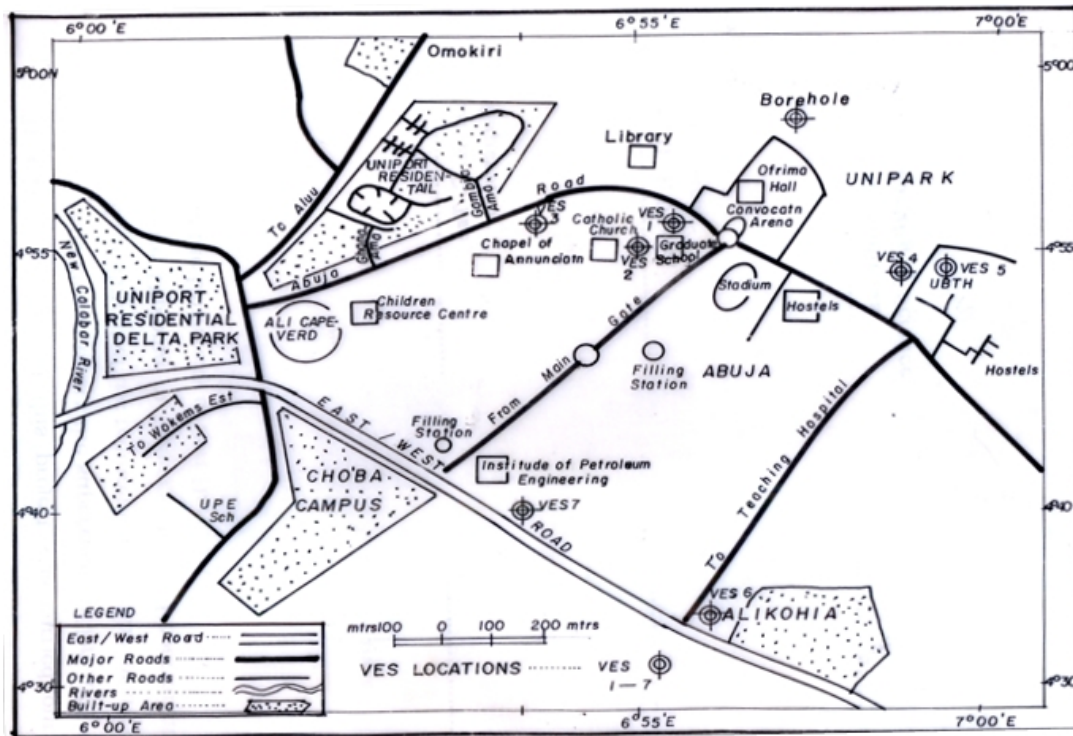 6°00'E
6°55'E
7°00'E
5°00N
5°00
Omokiri
Borehole
Library
Ofrima
Hall
UNIPARK
UNIPORT
RESIDEN-
TAIL
To Aluu
Road
Convocatn
Arena
VES
3
Catholic
Church
VES
1
VES
2
Graduate
School
Chapel of
Annunciatn
Abuja
4°55
4°55
VES 4
VES 5
UBTH
Stadium
Hostels
Hostels
New Calabar River
UNIPORT
RESIDENTIAL
DELTA PARK
ALI CAPE-
VERD
Children
Resource Centre
From Main Gate
Filling
Station
ABUJA
To Wokems Est
EAST/WEST ROAD
Filling
Station
Institude of Petroleum
Engineering
CHOBA
CAMPUS
UPE
Sch
VES7
To Teaching Hospital
4°40
4°40
VES 6
ALIKOHIA
LEGEND
East/West Road
Major Roads
Other Roads
Rivers
Built-up Area
mtrs100 0 100 200 mtrs
VES LOCATIONS VES
1—7
4°30
4°30
6°00'E
6°55'E
7°00'E